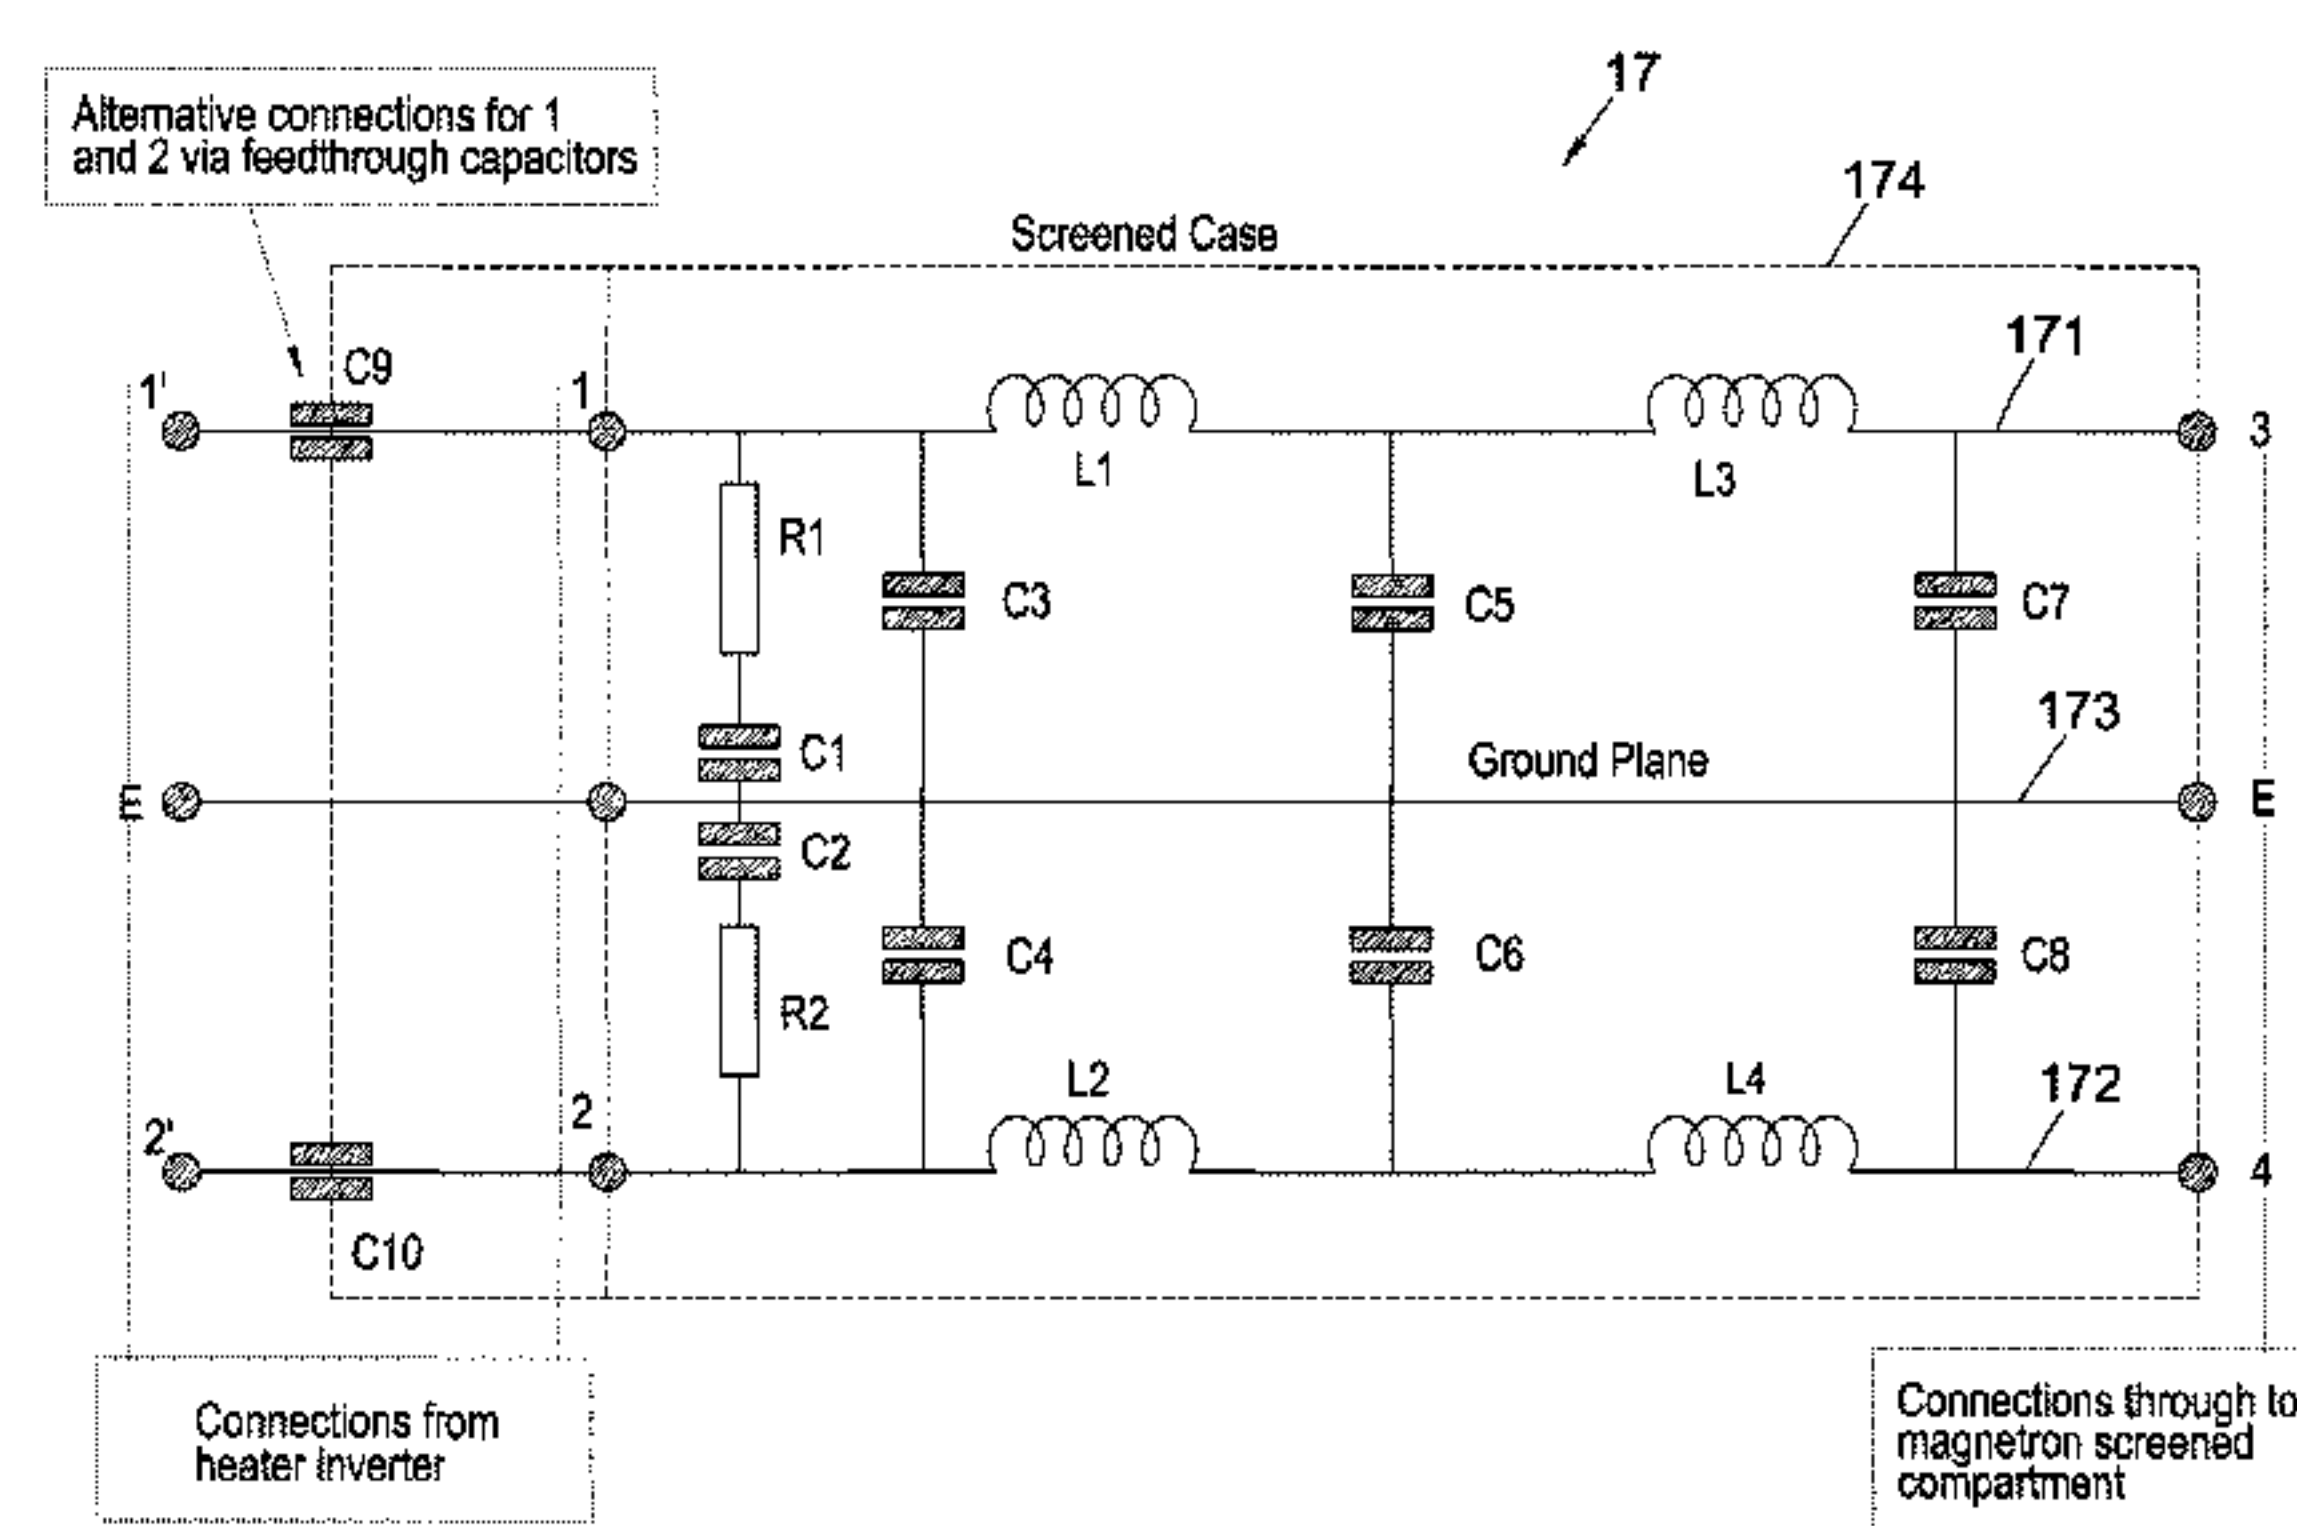 17
Alternative connections for 1
and 2 via feedthrough capacitors
174
Screened Case
171
C9
1'
1
3
L1
L3
R1
C3
C5
C7
173
C1
Ground Plane
E
E
C2
C4
C6
C8
R2
L2
L4
172
2'
2
4
C10
Connections from
heater inverter
Connections through to
magnetron screened
compartment